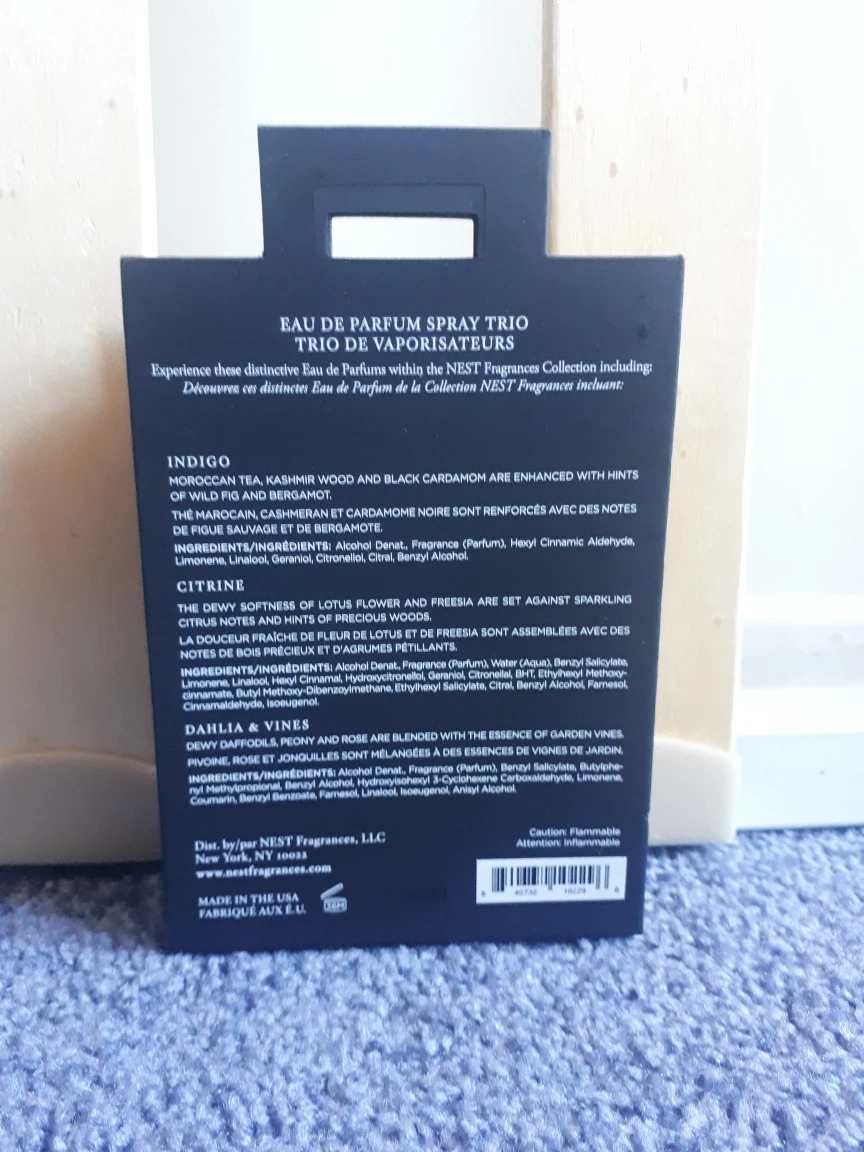 EAU DE PARFUM SPRAY TRIO
TRIO DE VAPORISATEURS
Experience these distinctive Eau de Parfums within the NEST Fragrances Collection including:
Découvrez ces distinctes Eau de Parfum de la Collection NEST Fragrances incluant:
INDIGO
MOROCCAN TEA, KASHMIR WOOD AND BLACK CARDAMOM ARE ENHANCED WITH HINTS
OF WILD FIG AND BERGAMOT.
THÉ MAROCAIN, CASHMERAN ET CARDAMOME NOIRE SONT RENFORCÉS AVEC DES NOTES
DE FIGUE SAUVAGE ET DE BERGAMOTE.
INGREDIENTS/INGRÉDIENTS: Alcohol Denat., Fragrance (Parfum), Hexyl Cinnamic Aldehyde,
Limonene, Linalool, Geraniol, Citronellol, Citral, Benzyl Alcohol.
CITRINE
THE DEWY SOFTNESS OF LOTUS FLOWER AND FREESIA ARE SET AGAINST SPARKLING
CITRUS NOTES AND HINTS OF PRECIOUS WOODS.
LA DOUCEUR FRAÎCHE DE FLEUR DE LOTUS ET DE FREESIA SONT ASSEMBLÉES AVEC DES
NOTES DE BOIS PRÉCIEUX ET D'AGRUMES PÉTILLANTS.
INGREDIENTS/INGRÉDIENTS: Alcohol Denat., Fragrance (Parfum), Water (Aqua), Benzyl Salicylate,
Limonene, Linalool, Hexyl Cinnamal, Hydroxycitronellol, Geraniol, Citronellal, BHT, Ethylhexyl Methoxy-
cinnamate, Butyl Methoxy-Dibenzoylmethane, Ethylhexyl Salicylate, Citral, Benzyl Alcohol, Farnesol,
Cinnamaldehyde, Isoeugenol.
DAHLIA & VINES
DEWY DAFFODILS, PEONY AND ROSE ARE BLENDED WITH THE ESSENCE OF GARDEN VINES.
PIVOINE, ROSE ET JONQUILLES SONT MÉLANGÉES À DES ESSENCES DE VIGNES DE JARDIN.
INGREDIENTS/INGRÉDIENTS: Alcohol Denat., Fragrance (Parfum), Benzyl Salicylate, Butylphe-
nyl Methylpropional, Benzyl Alcohol, Hydroxyisohexyl 3-Cyclohexene Carboxaldehyde, Limonene,
Coumarin, Benzyl Benzoate, Farnesol, Linalool, Isoeugenol, Anisyl Alcohol.
Dist. by/par NEST Fragrances, LLC
New York, NY 10022
www.nestfragrances.com
MADE IN THE USA
FABRIQUÉ AUX É.U.
36M
Caution: Flammable
Attention: Inflammable
8 40732 10229 6